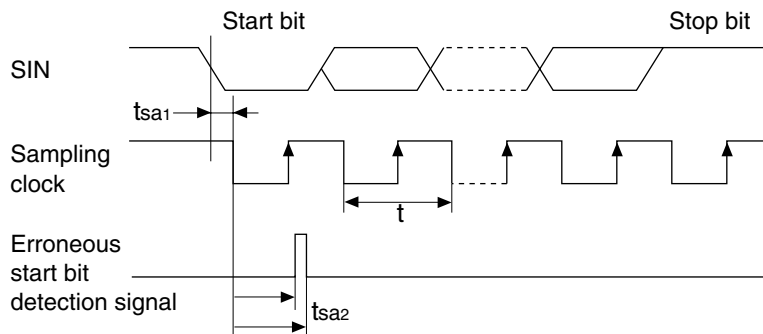 Start bit
Stop bit
SIN
tsa1
Sampling
clock
t
Erroneous
start bit
detection signal
tsa2